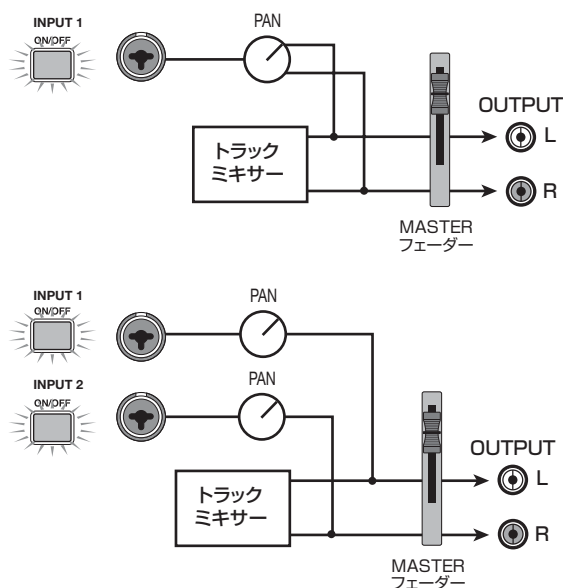 INPUT 1
ON/OFF
PAN
トラック
ミキサー
OUTPUT
L
R
MASTER
フェーダー
INPUT 1
ON/OFF
PAN
INPUT 2
ON/OFF
PAN
トラック
ミキサー
OUTPUT
L
R
MASTER
フェーダー